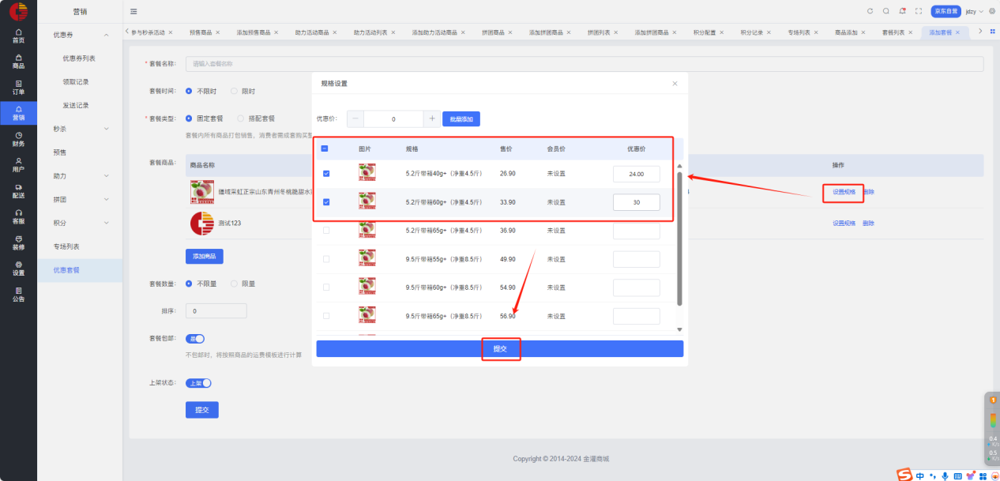 营销
京东自营
jdzy
首页
商品
订单
营销
财务
用户
配送
客服
装修
设置
公告
优惠券
优惠券列表
领取记录
发送记录
秒杀
预售
助力
拼团
积分
专场列表
优惠套餐
参与秒杀活动 ×
预售商品 ×
添加预售商品 ×
助力活动商品 ×
助力活动列表 ×
添加助力活动商品 ×
拼团商品 ×
添加拼团商品 ×
拼团列表 ×
添加拼团商品 ×
积分配置 ×
积分记录 ×
专场列表 ×
商品添加 ×
套餐列表 ×
添加套餐 ×
* 套餐名称:
请输入套餐名称
套餐时间:
不限时
限时
* 套餐类型:
固定套餐
搭配套餐
套餐内所有商品打包销售，消费者需成套购买
套餐商品:
商品名称
操作
疆域采虹正宗山东青州冬桃脆甜水
设置规格
删除
测试123
设置规格
删除
添加商品
套餐数量:
不限量
限量
排序:
0
套餐包邮:
是
不包邮时，将按照商品的运费模板进行计算
上架状态:
上架
提交
规格设置
优惠价:
0
批量添加
图片 规格 售价 会员价 优惠价
5.2斤带箱40g+（净重4.5斤） 26.90 未设置 24.00
5.2斤带箱60g+（净重4.5斤） 33.90 未设置 30
5.2斤带箱65g+（净重4.5斤） 36.90 未设置
9.5斤带箱55g+（净重8.5斤） 49.90 未设置
9.5斤带箱60g+（净重8.5斤） 54.90 未设置
9.5斤带箱65g+（净重8.5斤） 56.90 未设置
提交
Copyright © 2014-2024 金灌商城
1
0.4
0.5
中